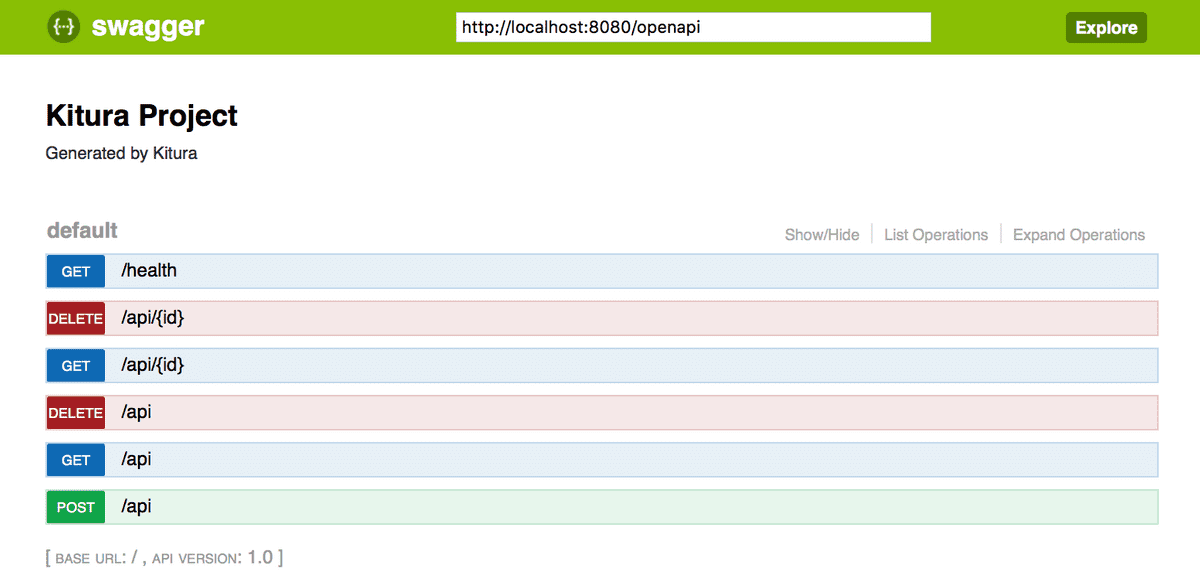 {···} swagger http://localhost:8080/openapi Explore
Kitura Project
Generated by Kitura
default Show/Hide List Operations Expand Operations
GET /health
DELETE /api/{id}
GET /api/{id}
DELETE /api
GET /api
POST /api
[ BASE URL: / , API VERSION: 1.0 ]